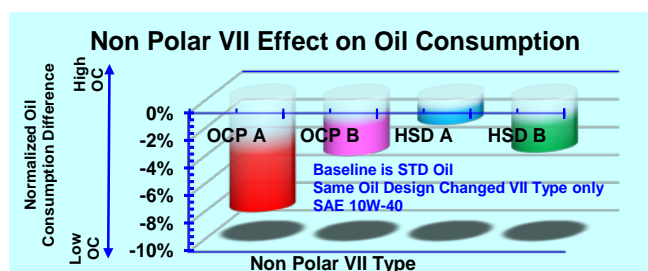 Non Polar VII Effect on Oil Consumption
High
OC
Normalized Oil
Consumption Difference
Low
OC
0%
-2%
-4%
-6%
-8%
-10%
OCP A
OCP B
HSD A
HSD B
Baseline is STD Oil
Same Oil Design Changed VII Type only
SAE 10W-40
Non Polar VII Type